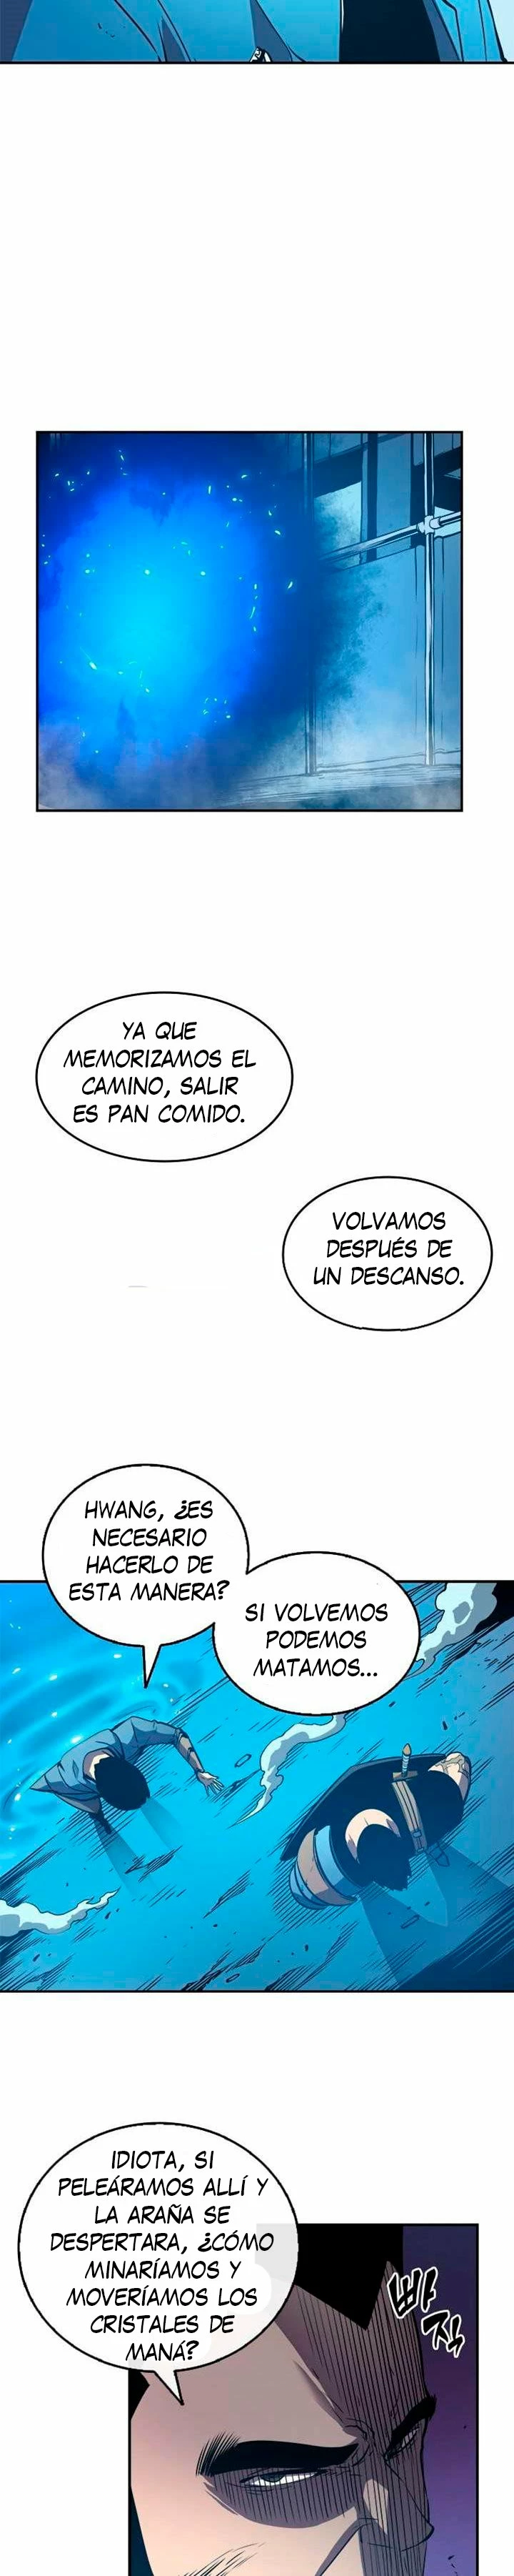 YA QUE
MEMORIZAMOS EL
CAMINO, SALIR
ES PAN COMIDO.
VOLVAMOS
DESPUÉS DE
UN DESCANSO.
HWANG, ¿ES
NECESARIO
HACERLO DE
ESTA MANERA?
SI VOLVEMOS
PODEMOS
MATAMOS...
IDIOTA, SI
PELEÁRAMOS ALLÍ Y
LA ARAÑA SE
DESPERTARA, ¿CÓMO
MINARÍAMOS Y
MOVERÍAMOS LOS
CRISTALES DE
MANÁ?
빠
직